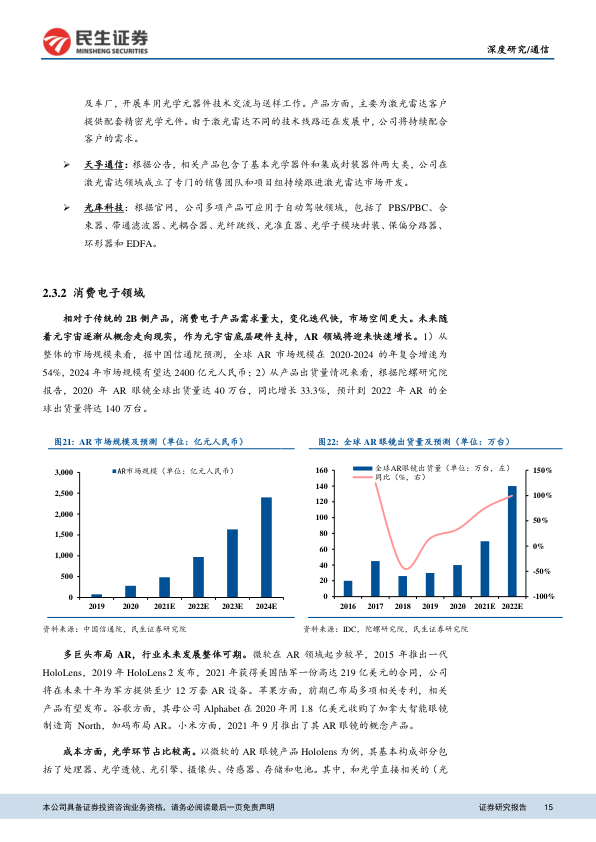 民生证券
MINSHENG SECURITIES
深度研究/通信
及车厂，开展车用光学元器件技术交流与送样工作。产品方面，主要为激光雷达客户
提供配套精密光学元件。由于激光雷达不同的技术线路还在发展中，公司将持续配合
客户的需求。
➢ 天孚通信：根据公告，相关产品包含了基本光学器件和集成封装器件两大类，公司在
激光雷达领域成立了专门的销售团队和项目组持续跟进激光雷达市场开发。
➢ 光库科技：根据官网，公司多项产品可应用于自动驾驶领域，包括了 PBS/PBC、合
束器、带通滤波器、光耦合器、光纤跳线、光准直器、光学子模块封装、保偏分路器、
环形器和 EDFA。
2.3.2 消费电子领域
相对于传统的 2B 侧产品，消费电子产品需求量大，变化迭代快，市场空间更大。未来随
着元宇宙逐渐从概念走向现实，作为元宇宙底层硬件支持，AR 领域将迎来快速增长。1）从
整体的市场规模来看，据中国信通院预测，全球 AR 市场规模在 2020-2024 的年复合增速为
54%，2024 年市场规模有望达 2400 亿元人民币；2）从产品出货量情况来看，根据陀螺研究院
报告，2020 年 AR 眼镜全球出货量达 40 万台，同比增长 33.3%，预计到 2022 年 AR 的全
球出货量将达 140 万台。
图21：AR 市场规模及预测（单位：亿元人民币）
AR市场规模（单位：亿元人民币）
3,000
2,500
2,000
1,500
1,000
500
0
2019 2020 2021E 2022E 2023E 2024E
资料来源：中国信通院，民生证券研究院
图22：全球 AR 眼镜出货量及预测（单位：万台）
全球AR眼镜出货量（单位：万台，左）
同比（%，右）
160
140
120
100
80
60
40
20
0
150%
100%
50%
0%
-50%
-100%
2016 2017 2018 2019 2020 2021E 2022E
资料来源：IDC，陀螺研究院，民生证券研究院
多巨头布局 AR，行业未来发展整体可期。微软在 AR 领域起步较早，2015 年推出一代
HoloLens，2019 年 HoloLens 2 发布，2021 年获得美国陆军一份高达 219 亿美元的合同，公司
将在未来十年为军方提供至少 12 万套 AR 设备。苹果方面，前期已布局多项相关专利，相关
产品有望发布。谷歌方面，其母公司 Alphabet 在 2020 年用 1.8 亿美元收购了加拿大智能眼镜
制造商 North，加码布局 AR。小米方面，2021 年 9 月推出了其 AR 眼镜的概念产品。
成本方面，光学环节占比较高。以微软的 AR 眼镜产品 Hololens 为例，其基本构成部分包
括了处理器、光学透镜、光引擎、摄像头、传感器、存储和电池。其中，和光学直接相关的（光
本公司具备证券投资咨询业务资格，请务必阅读最后一页免责声明
证券研究报告
15